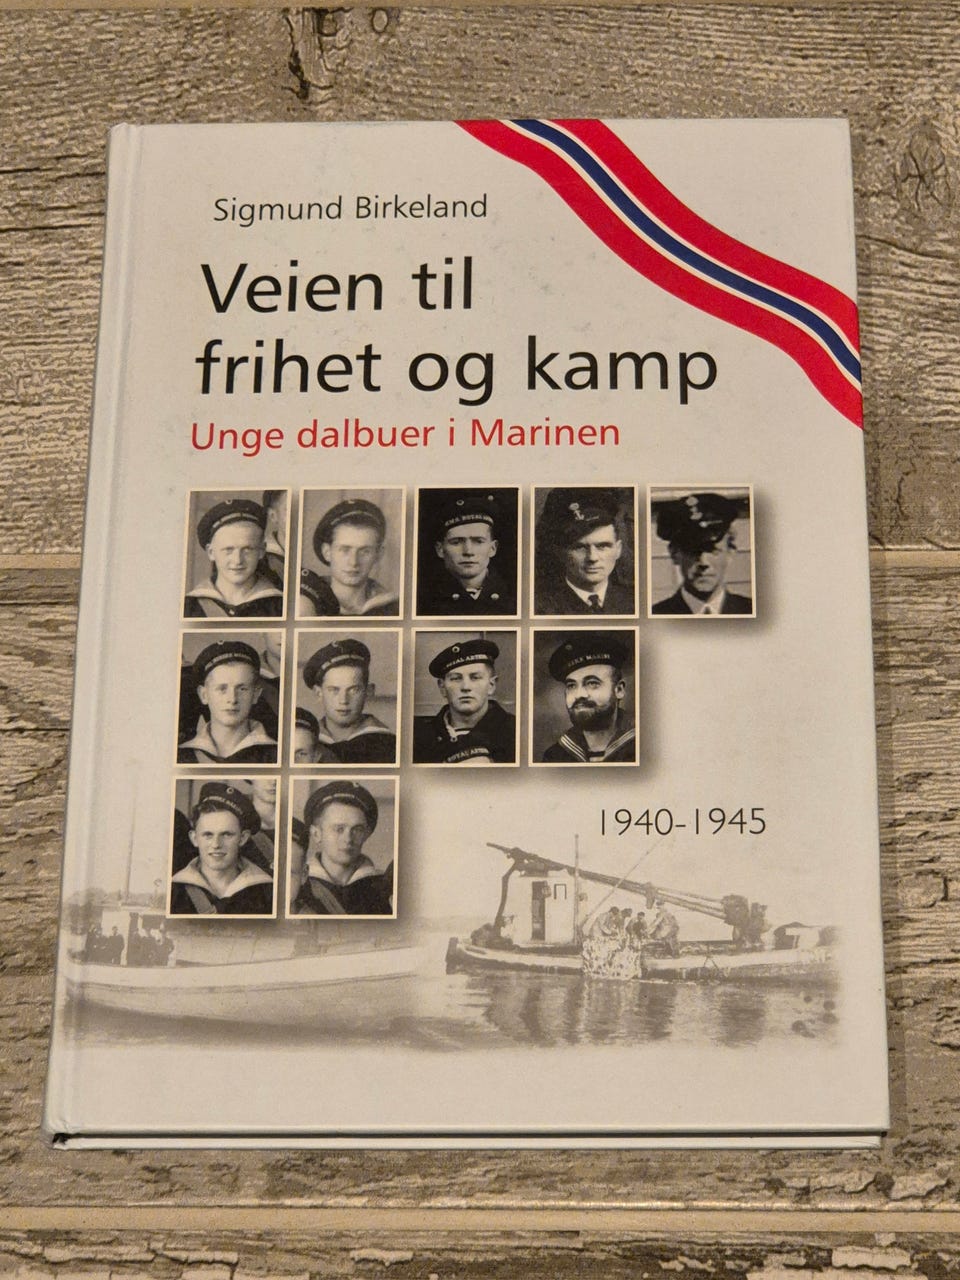 Sigmund Birkeland
Veien til
frihet og kamp
Unge dalbuer i Marinen
1940-1945